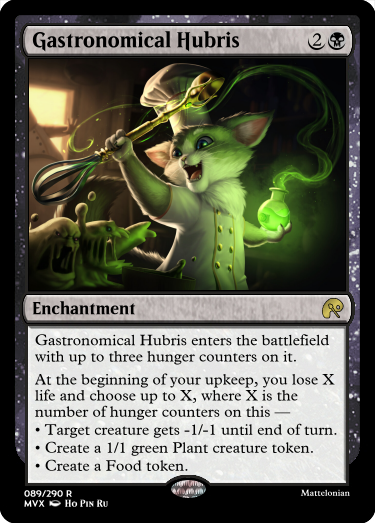 Gastronomical Hubris 2
Enchantment
Gastronomical Hubris enters the battlefield
with up to three hunger counters on it.
At the beginning of your upkeep, you lose X
life and choose up to X, where X is the
number of hunger counters on this —
• Target creature gets -1/-1 until end of turn.
• Create a 1/1 green Plant creature token.
• Create a Food token.
089/290 R
MVX Ho Pin Ru
Mattelonian